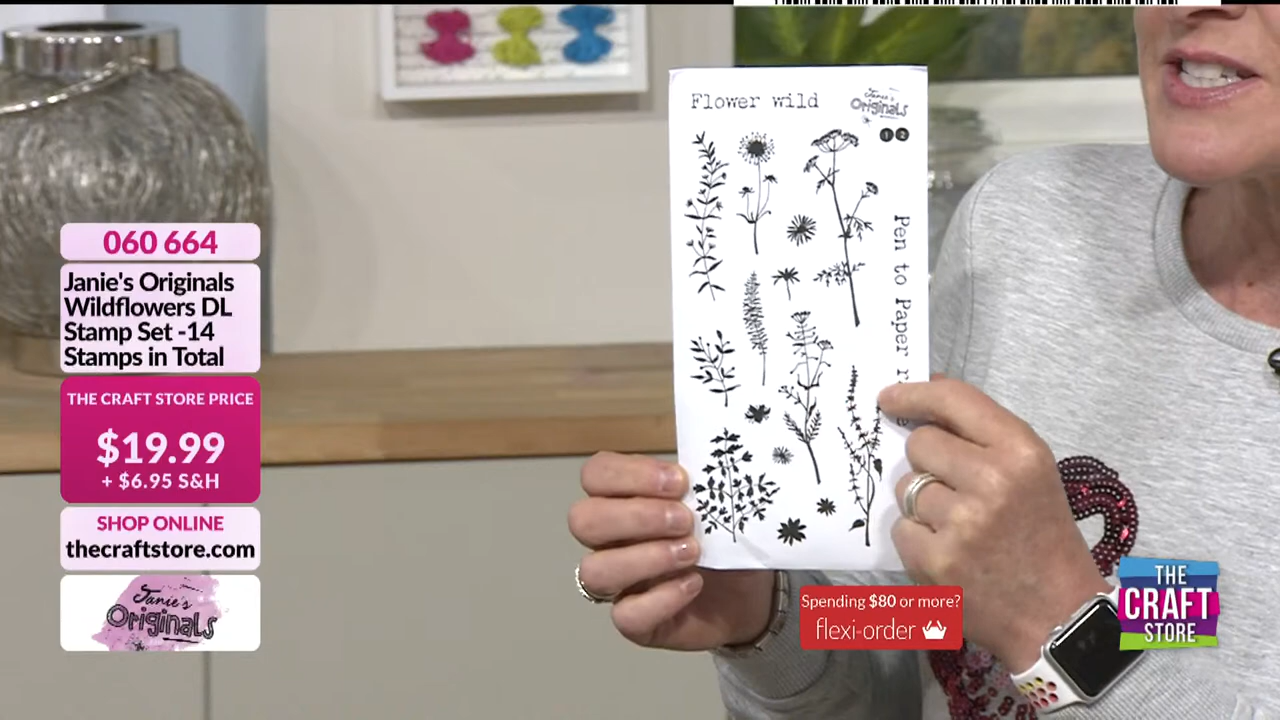 060 664
Janie's Originals
Wildflowers DL
Stamp Set -14
Stamps in Total
THE CRAFT STORE PRICE
$19.99
+ $6.95 S&H
SHOP ONLINE
thecraftstore.com
Janie's
Originals
Flower wild
Janie's
Originals
1 2
Pen to Paper
Spending $80 or more?
flexi-order
THE
CRAFT
STORE